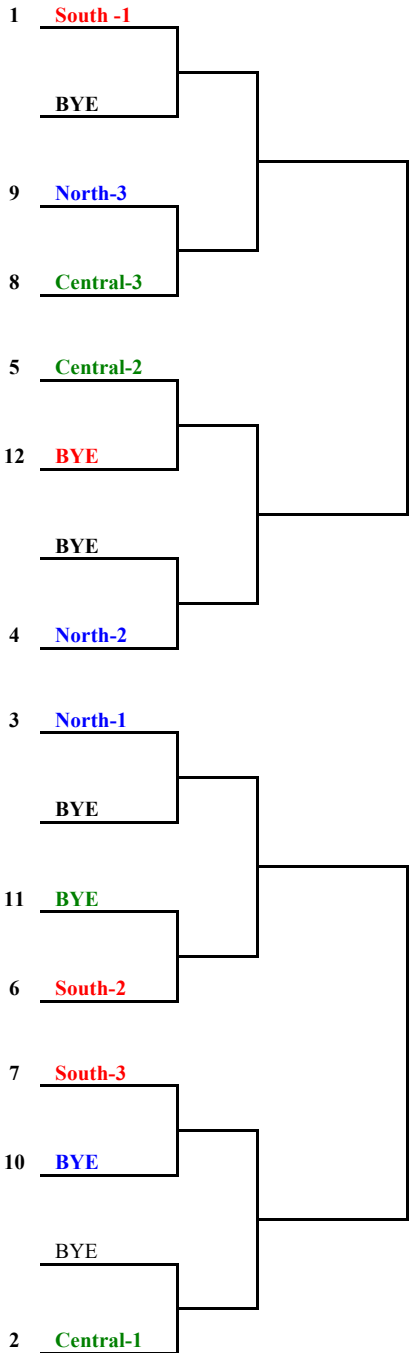 1 South -1
BYE
9 North-3
8 Central-3
5 Central-2
12 BYE
BYE
4 North-2
3 North-1
BYE
11 BYE
6 South-2
7 South-3
10 BYE
BYE
2 Central-1